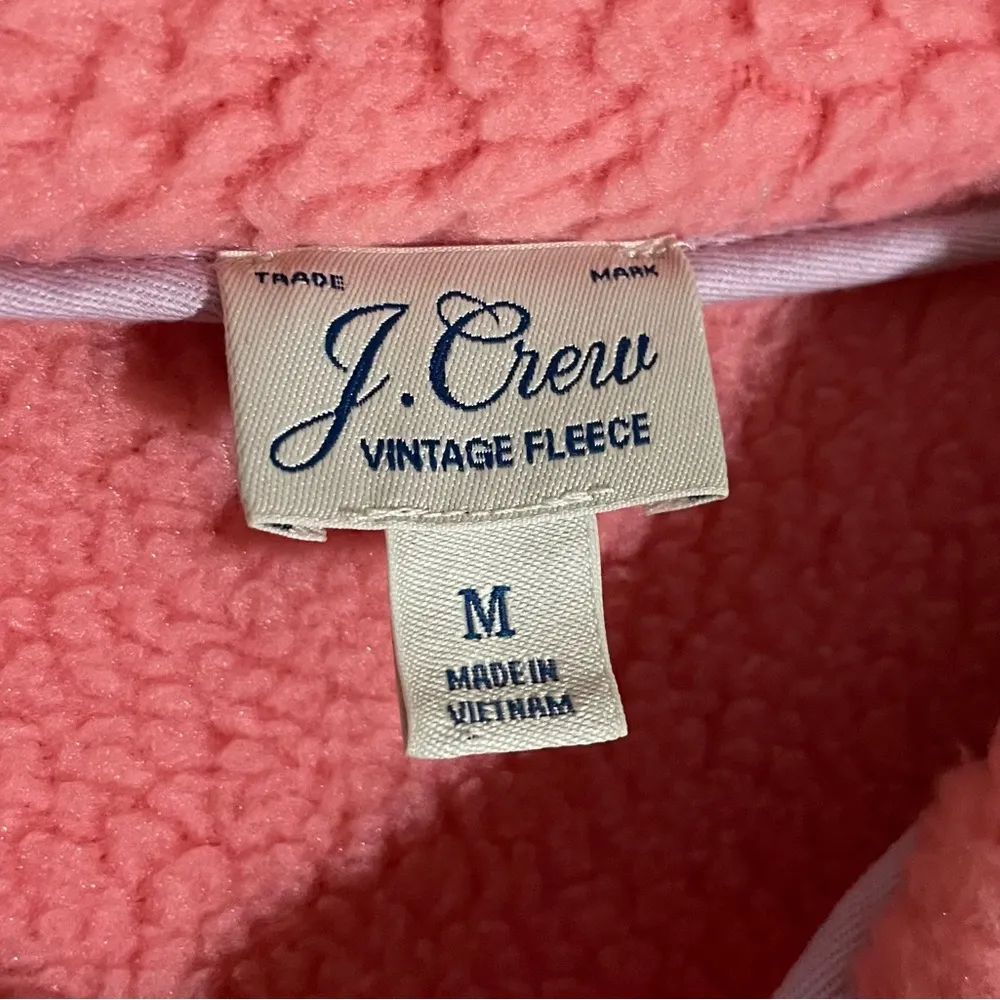 TRADE MARK
J.Crew
VINTAGE FLEECE
M
MADE IN
VIETNAM